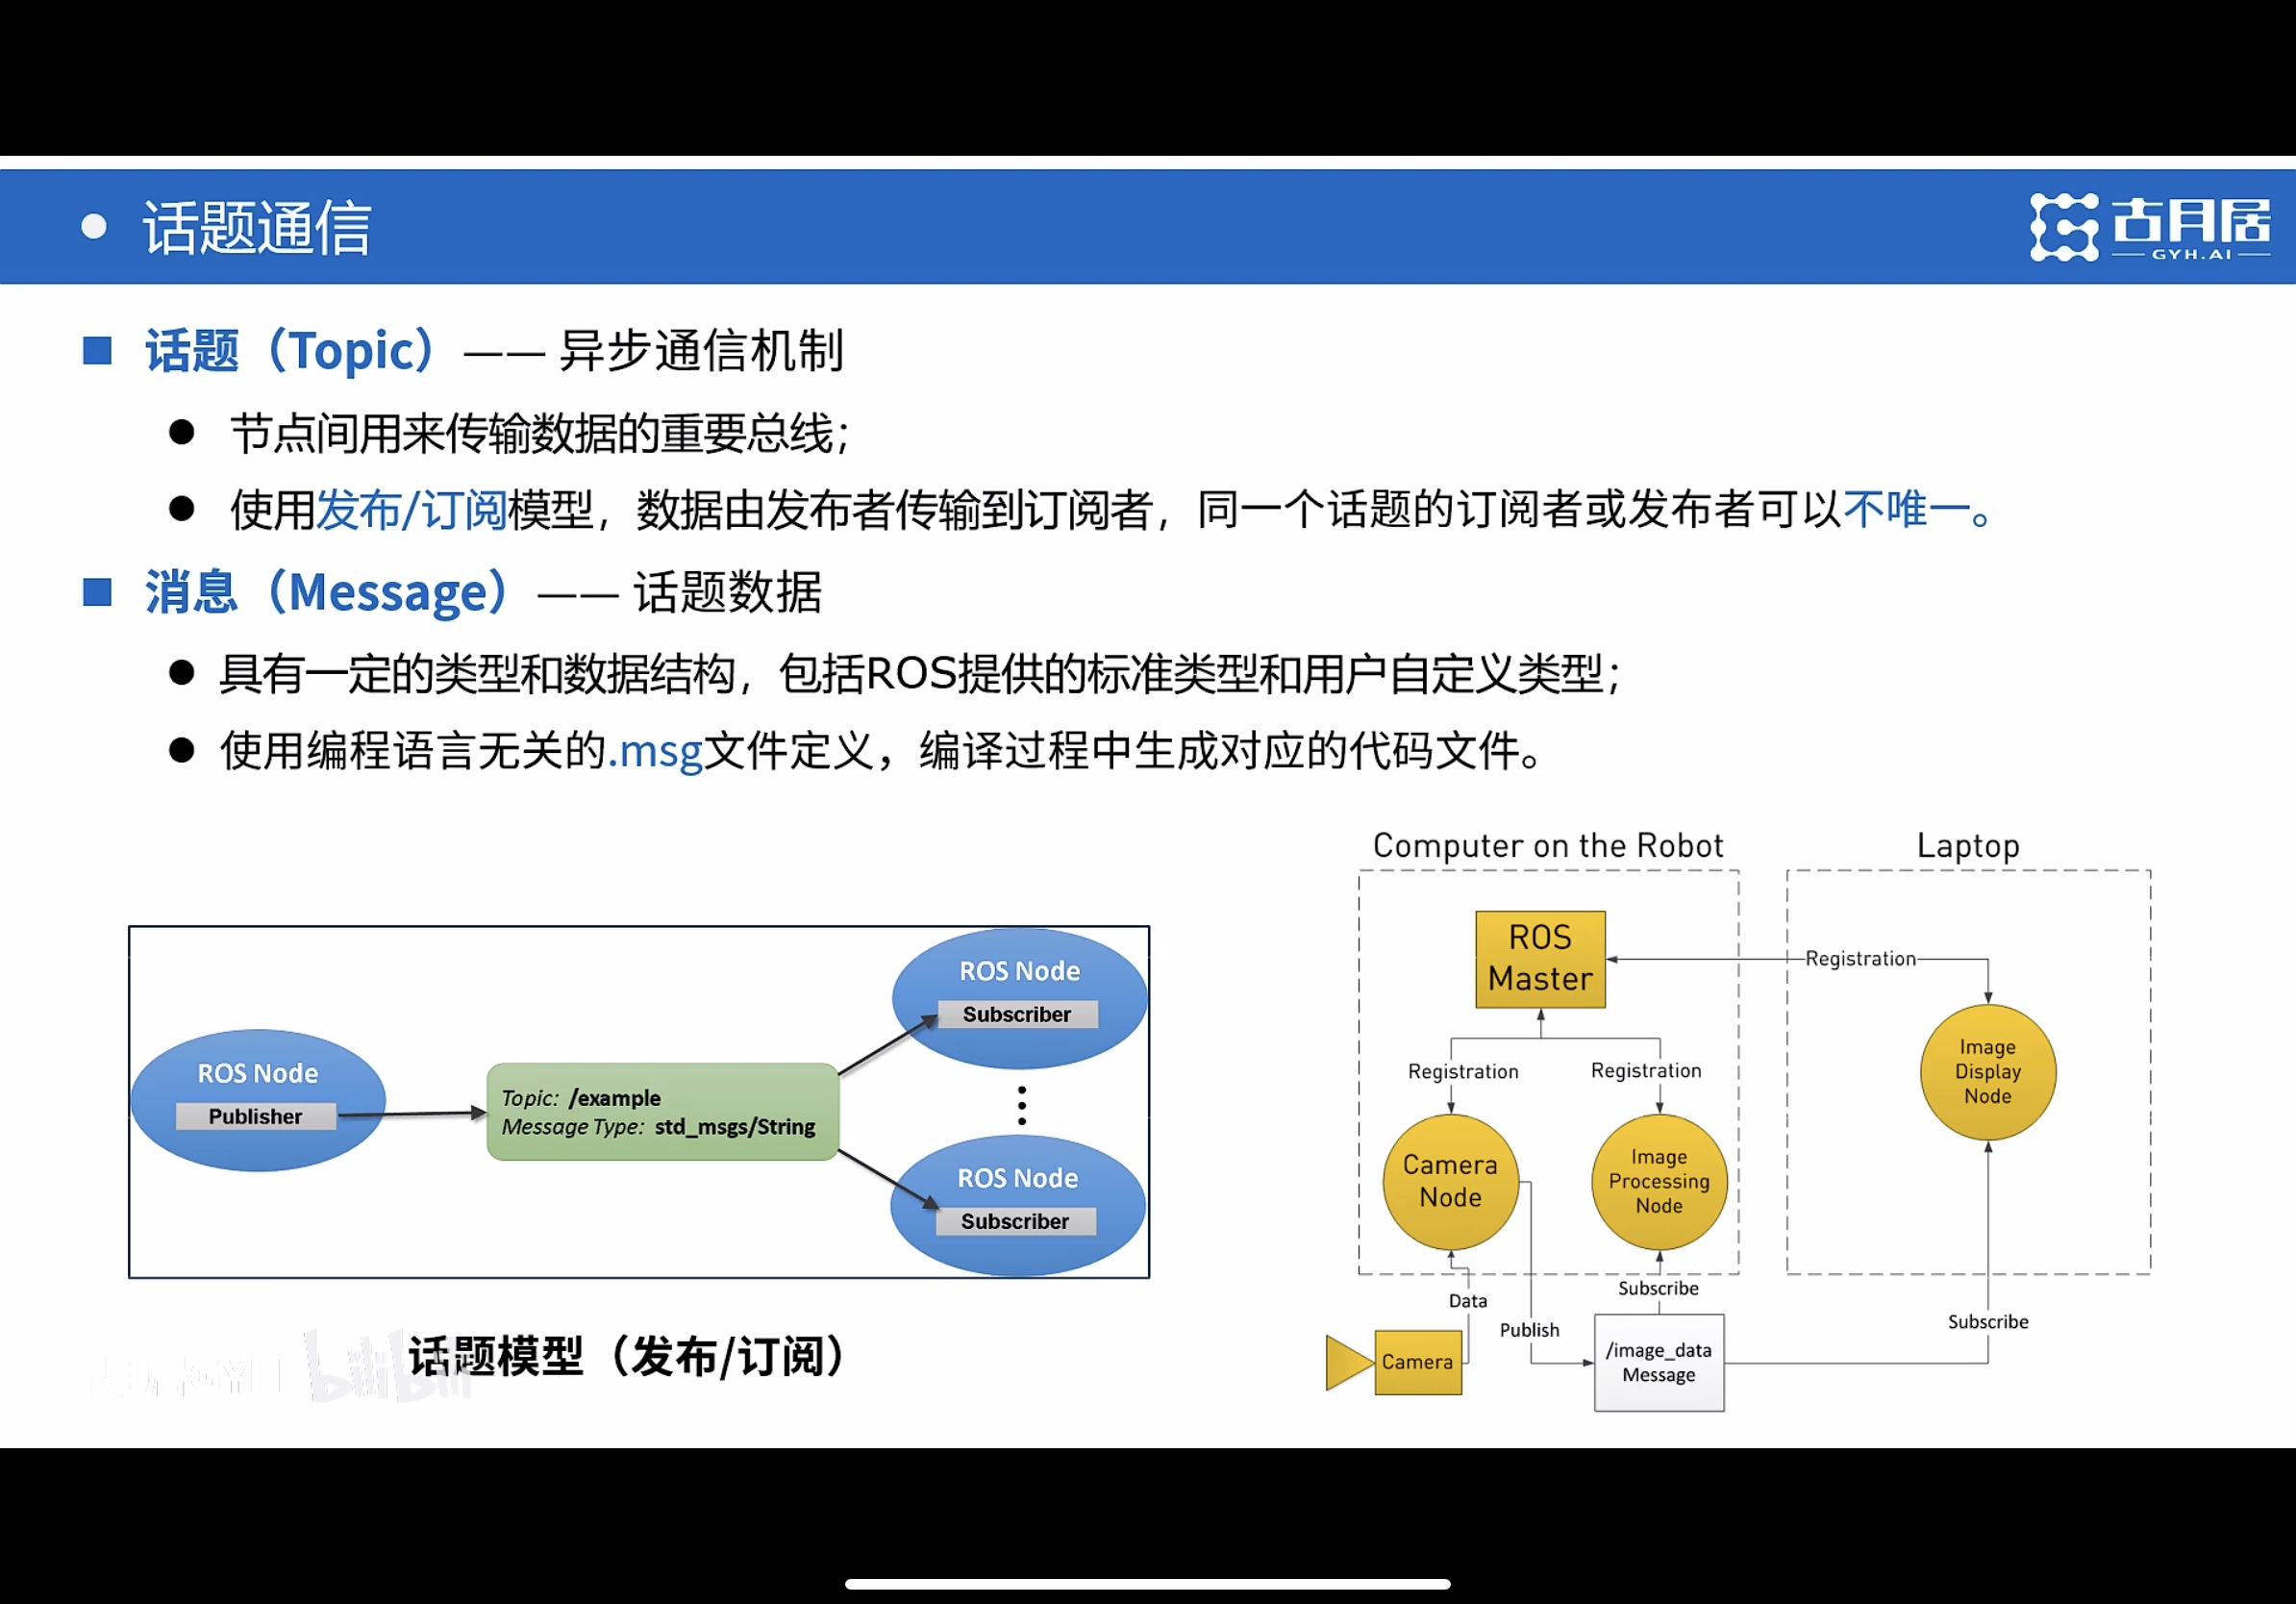 话题通信
古月居
GYH.AI
话题（Topic）—— 异步通信机制
节点间用来传输数据的重要总线；
使用发布/订阅模型，数据由发布者传输到订阅者，同一个话题的订阅者或发布者可以不唯一。
消息（Message）—— 话题数据
具有一定的类型和数据结构，包括ROS提供的标准类型和用户自定义类型；
使用编程语言无关的.msg文件定义，编译过程中生成对应的代码文件。
ROS Node
Publisher
Topic: /example
Message Type: std_msgs/String
ROS Node
Subscriber
ROS Node
Subscriber
话题模型（发布/订阅）
bilibili
Computer on the Robot
Laptop
ROS
Master
Registration
Registration
Registration
Image
Display
Node
Camera
Node
Image
Processing
Node
Data
Publish
Subscribe
Subscribe
Camera
/image_data
Message